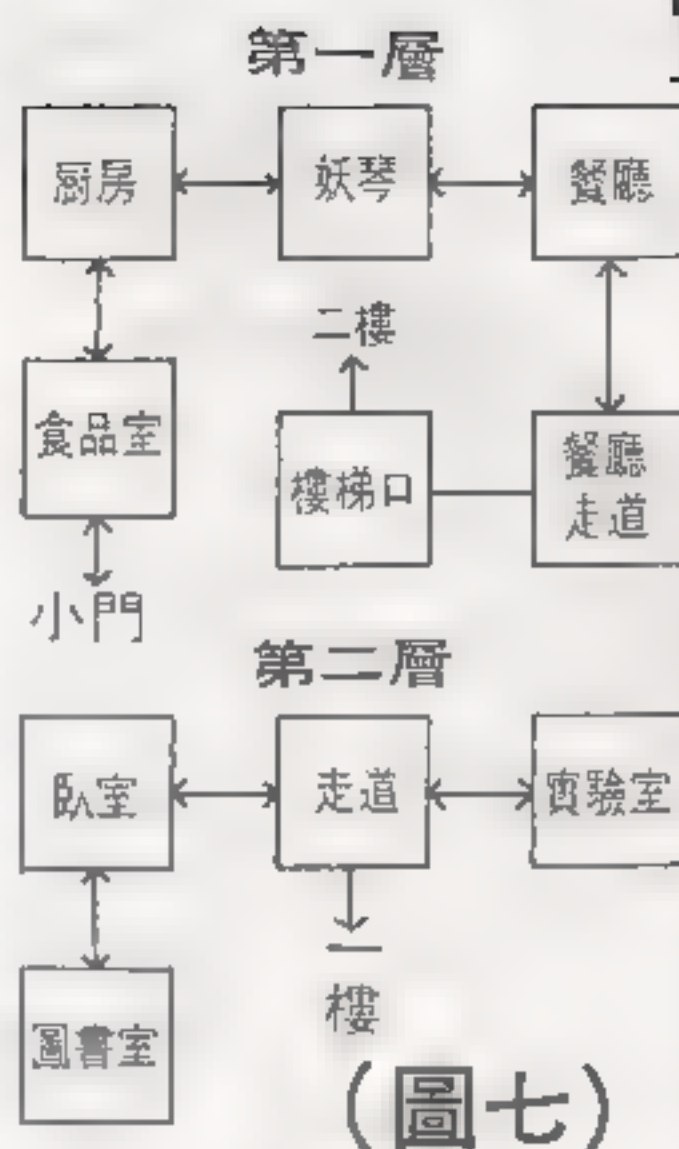 第一層
厨房
妖琴
餐廳
二樓
食品室
樓梯口
餐廳
走道
小門
第二層
臥室
走道
實驗室
一
樓
圖書室
(圖七)